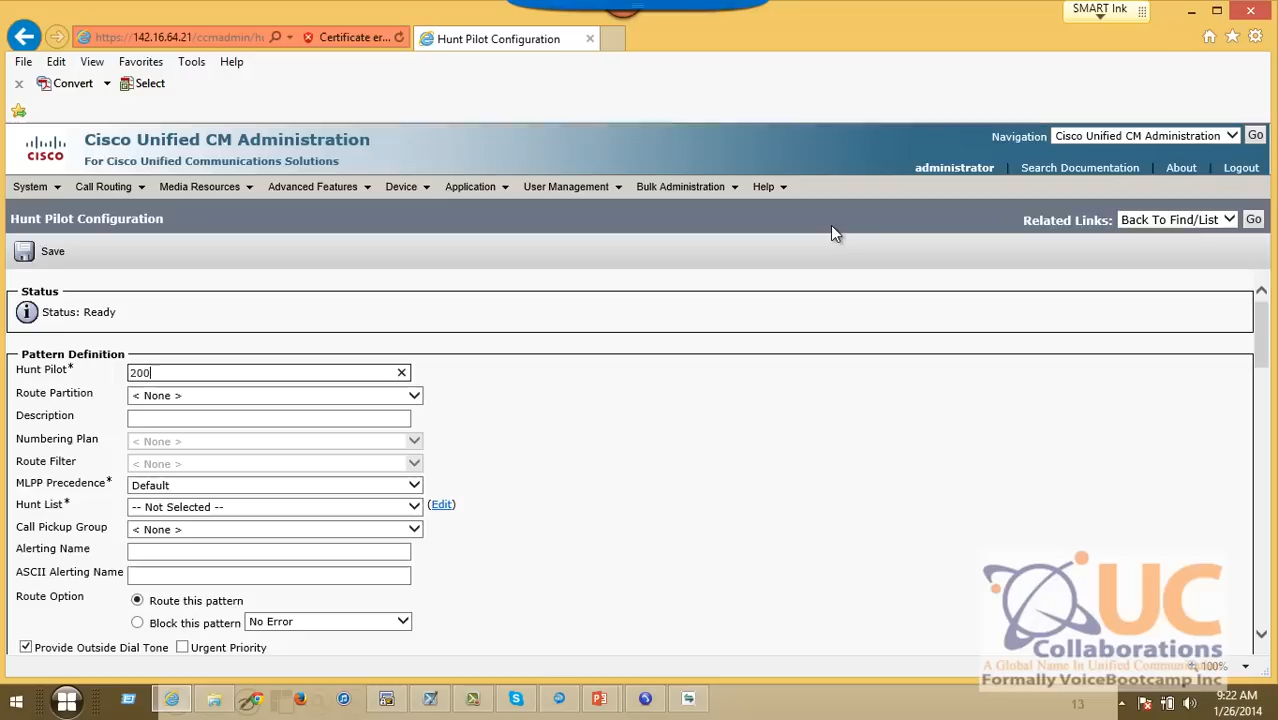 SMART Ink
https://142.16.64.21/ccmadmin/hu
Certificate er...
Hunt Pilot Configuration
File Edit View Favorites Tools Help
Convert Select
Cisco Unified CM Administration
For Cisco Unified Communications Solutions
CISCO
Navigation Cisco Unified CM Administration Go
administrator Search Documentation About Logout
System Call Routing Media Resources Advanced Features Device Application User Management Bulk Administration Help
Hunt Pilot Configuration
Related Links: Back To Find/List Go
Save
Status
Status: Ready
Pattern Definition
Hunt Pilot* 200
Route Partition < None >
Description
Numbering Plan < None >
Route Filter < None >
MLPP Precedence* Default
Hunt List* -- Not Selected -- (Edit)
Call Pickup Group < None >
Alerting Name
ASCII Alerting Name
Route Option Route this pattern
Block this pattern No Error
Provide Outside Dial Tone Urgent Priority
UC
Collaborations
A Global Name In Unified Commun
Formally VoiceBootcamp Inc
100%
13
9:22 AM
1/26/2014